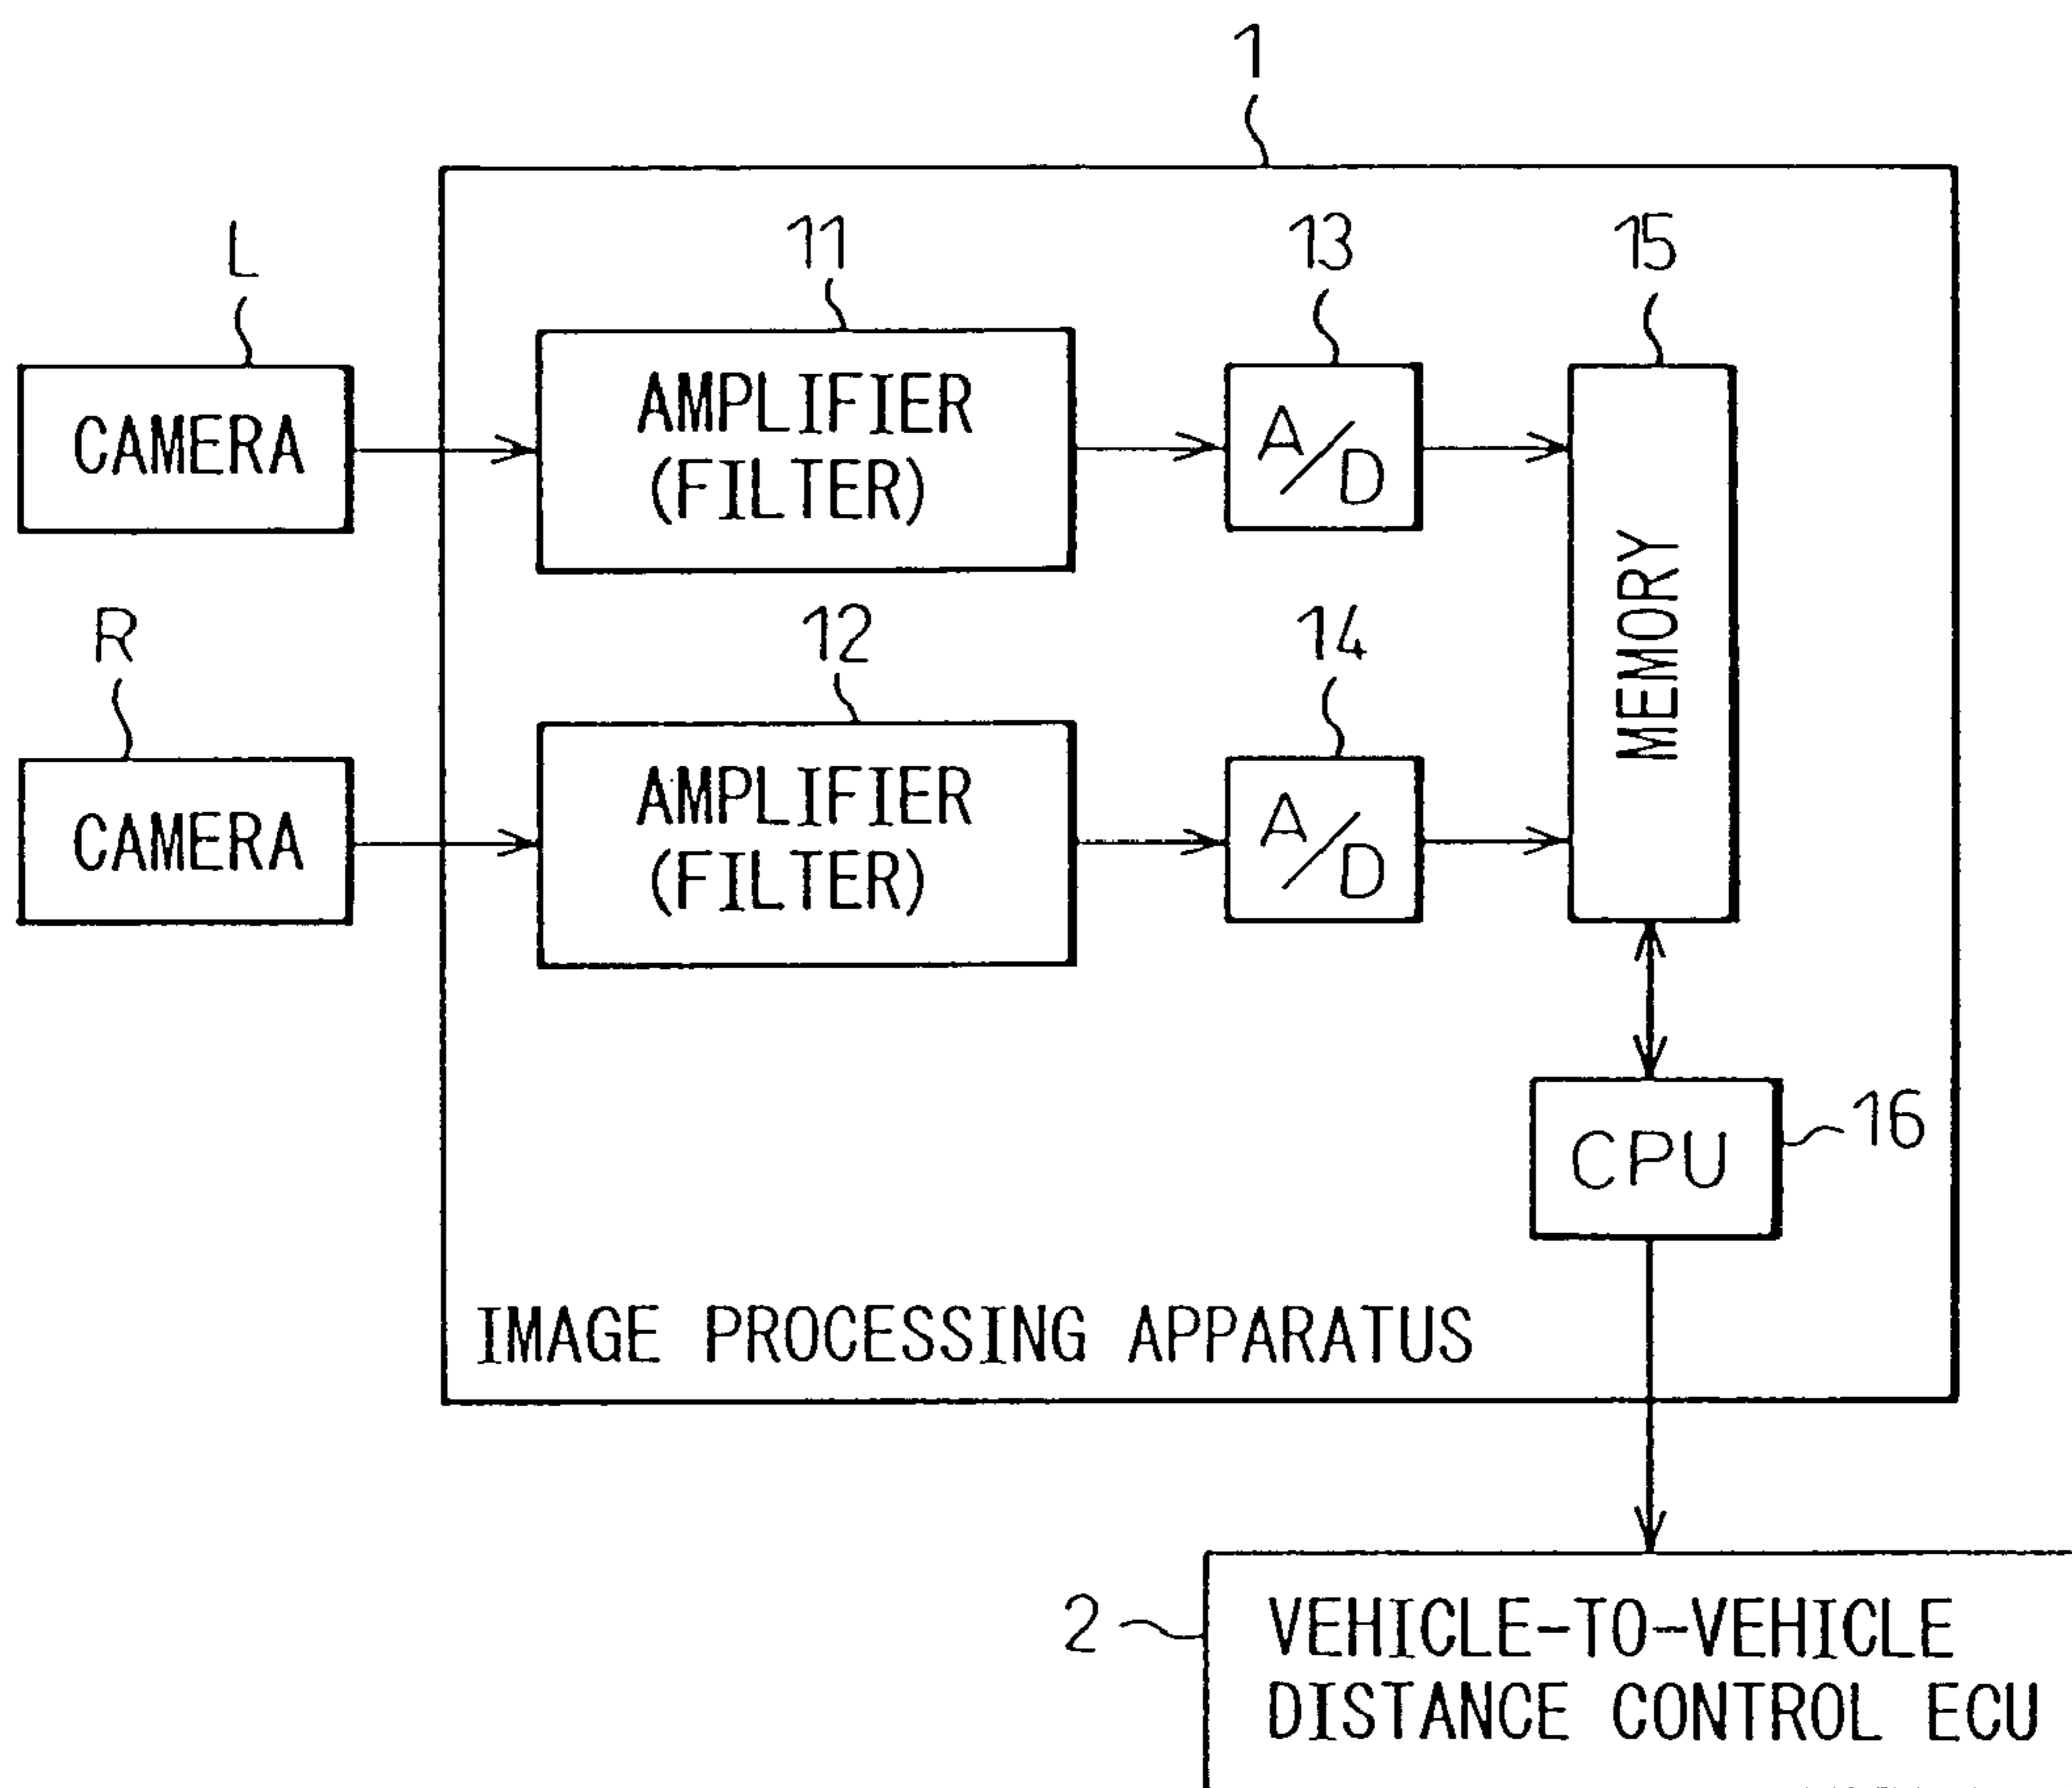 1
L
11
13
15
CAMERA
AMPLIFIER
(FILTER)
A/D
MEMORY
R
12
14
CAMERA
AMPLIFIER
(FILTER)
A/D
CPU
16
IMAGE PROCESSING APPARATUS
2
VEHICLE-TO-VEHICLE
DISTANCE CONTROL ECU